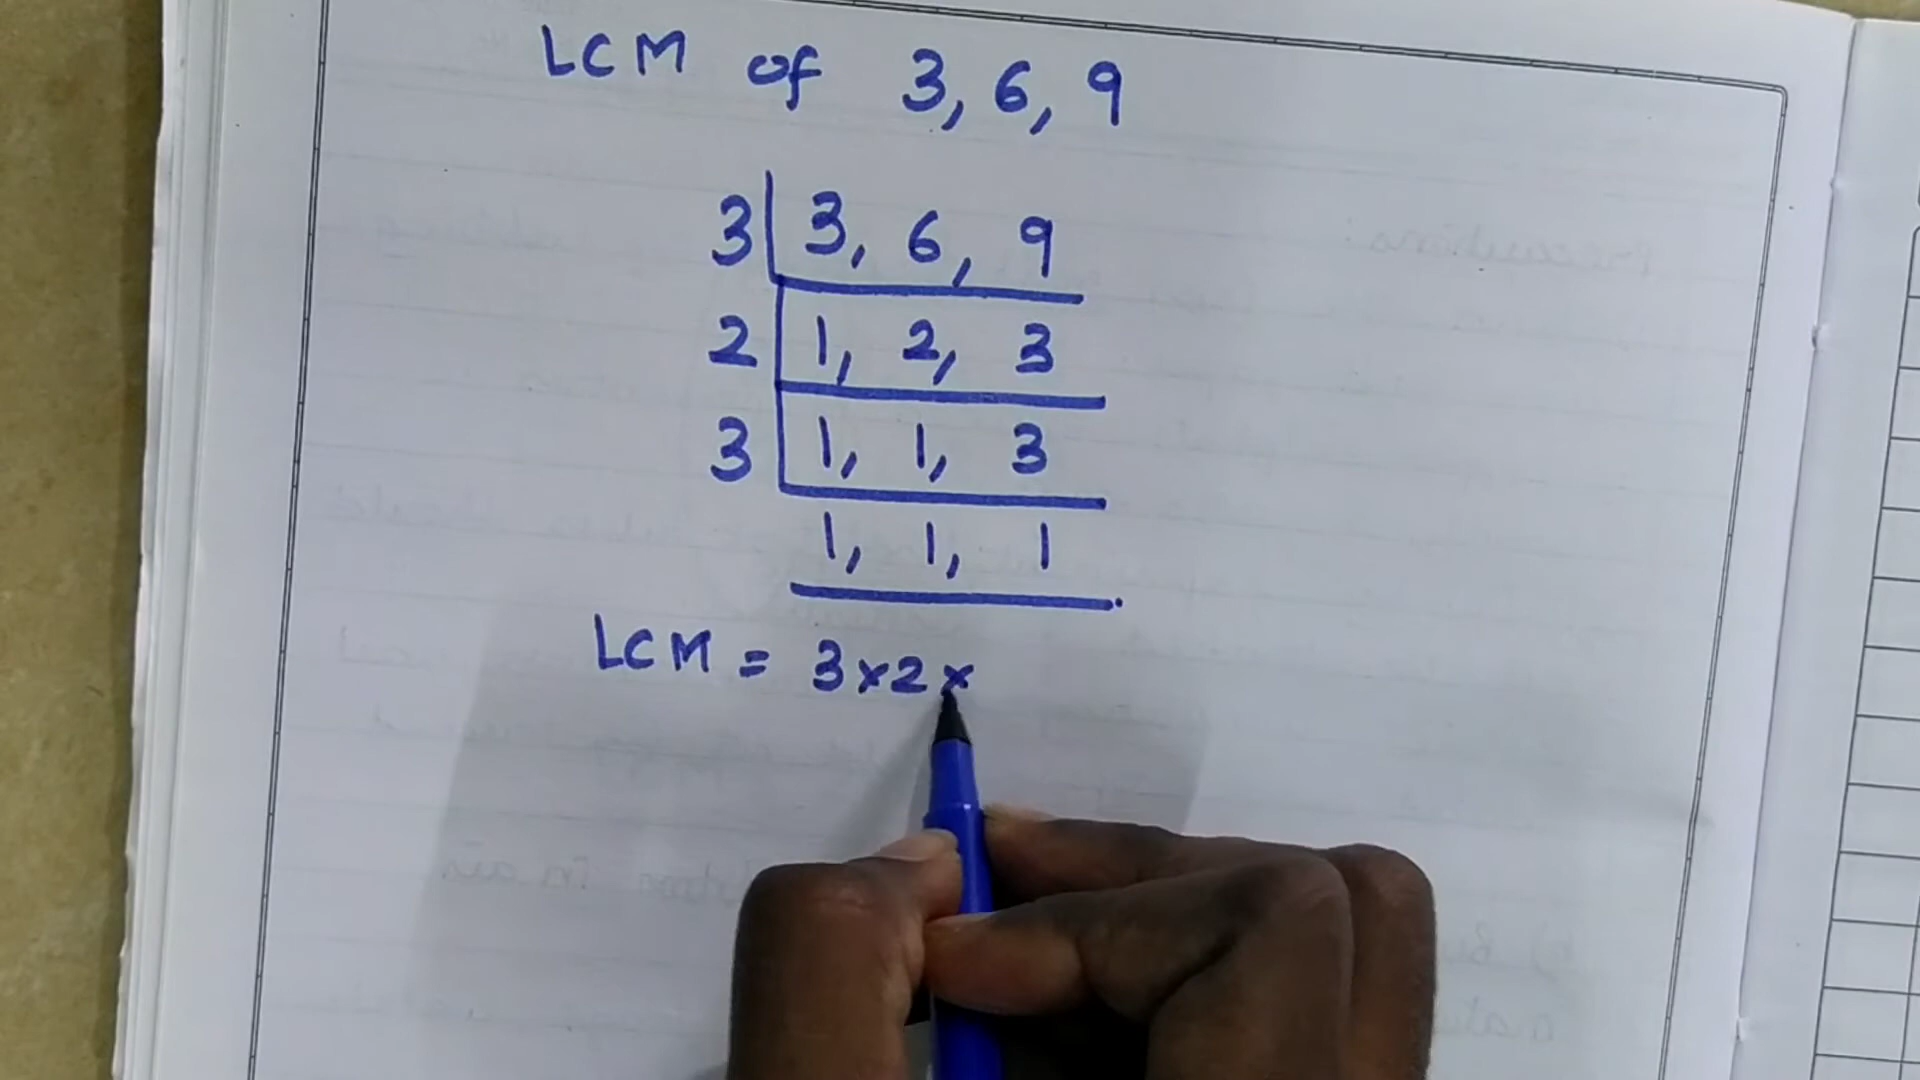 LCM of 3, 6, 9
3 3, 6, 9
2 1, 2, 3
3 1, 1, 3
1, 1, 1
LCM = 3×2×